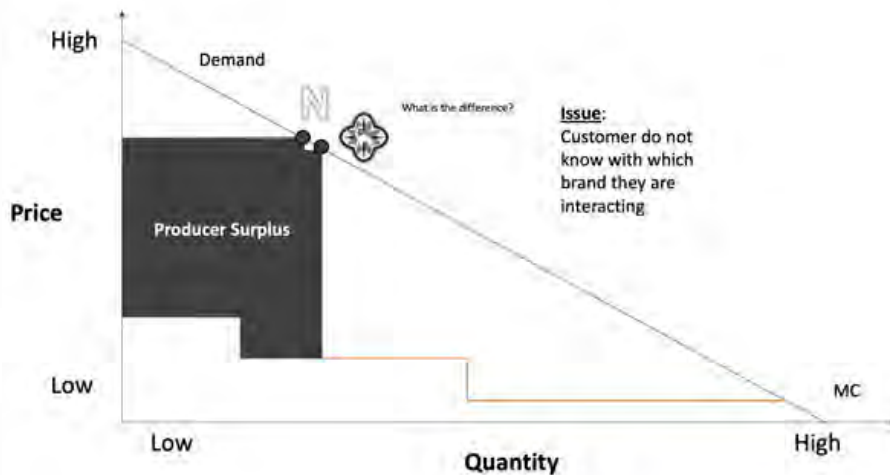 High
Demand
N
What is the difference?
Issue:
Customer do not
know with which
brand they are
interacting
Price
Producer Surplus
Low
MC
Low
High
Quantity